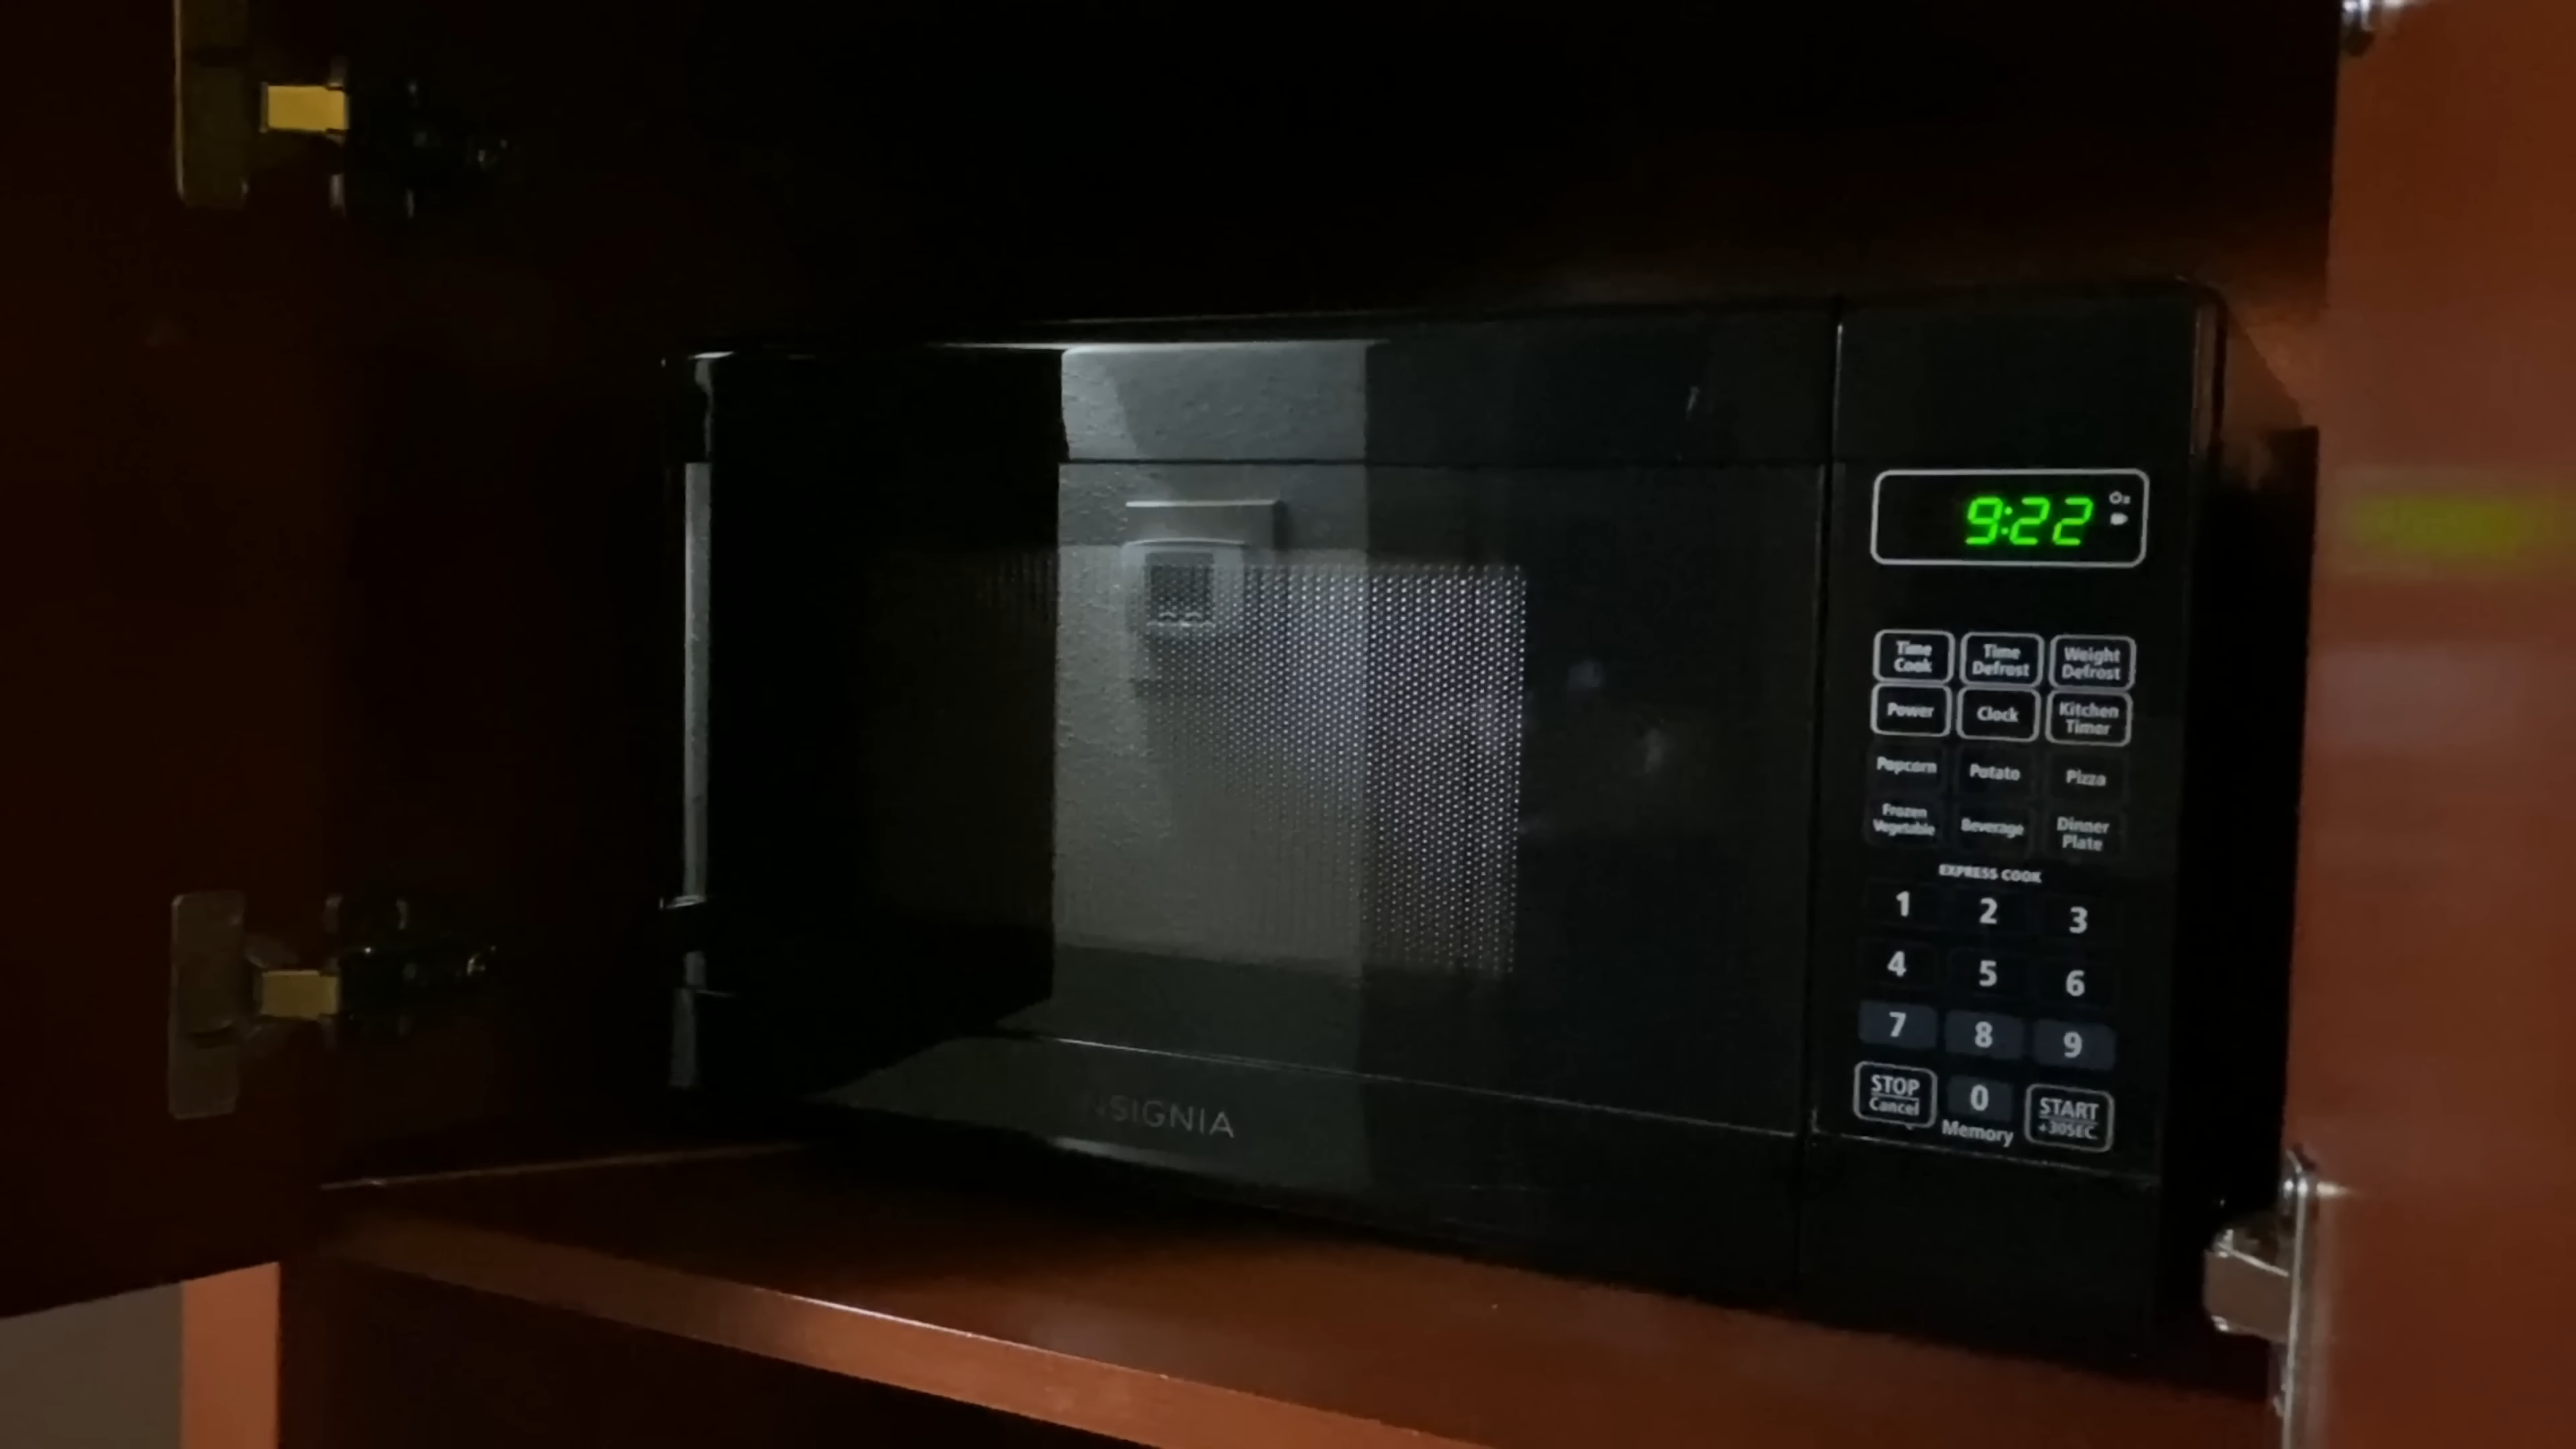 INSIGNIA
9:22
Time
Cook
Time
Defrost
Weight
Defrost
Power
Clock
Kitchen
Timer
Popcorn
Potato
Pizza
Frozen
Vegetable
Beverage
Dinner
Plate
EXPRESS COOK
1
2
3
4
5
6
7
8
9
STOP
Cancel
0
Memory
START
+30SEC.